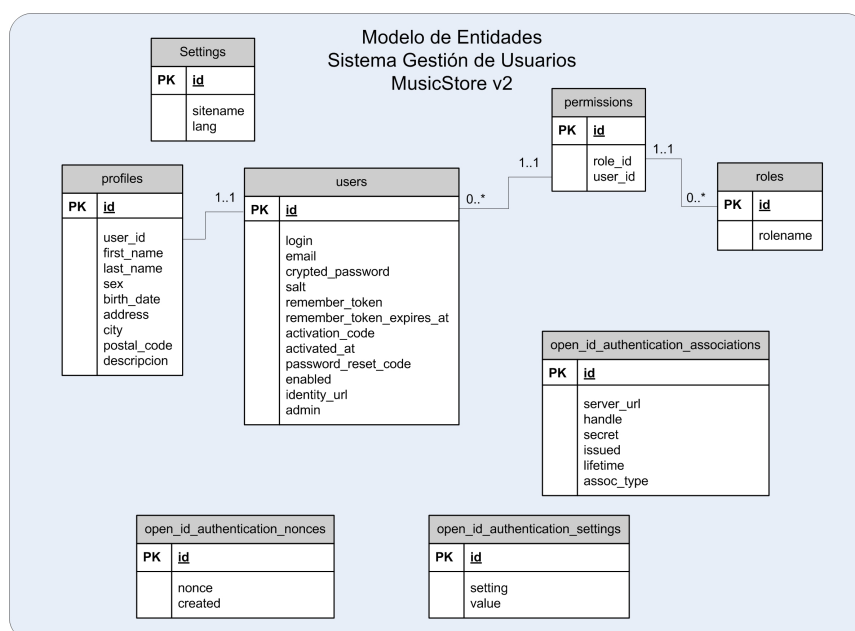 Modelo de Entidades
Sistema Gestión de Usuarios
MusicStore v2
Settings
PK id
sitename
lang
permissions
PK id
role_id
user_id
1..1
1..1
profiles
PK id
user_id
first_name
last_name
sex
birth_date
address
city
postal_code
descripcion
1..1
users
PK id
login
email
crypted_password
salt
remember_token
remember_token_expires_at
activation_code
activated_at
password_reset_code
enabled
identity_url
admin
0..*
0..*
roles
PK id
rolename
open_id_authentication_associations
PK id
server_url
handle
secret
issued
lifetime
assoc_type
open_id_authentication_nonces
PK id
nonce
created
open_id_authentication_settings
PK id
setting
value